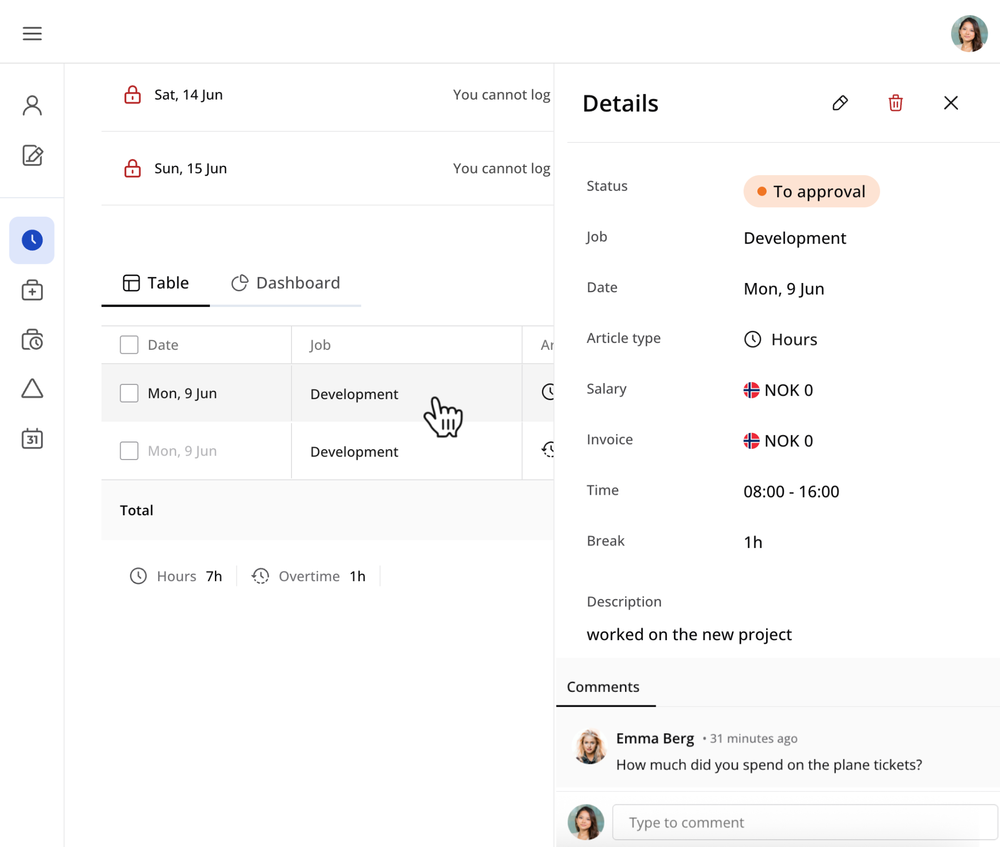 Sat, 14 Jun
You cannot log
Sun, 15 Jun
You cannot log
Table
Dashboard
Date
Job
Mon, 9 Jun
Development
Mon, 9 Jun
Development
Total
Hours 7h
Overtime 1h
31
Details
Status
To approval
Job
Development
Date
Mon, 9 Jun
Article type
Hours
Salary
NOK 0
Invoice
NOK 0
Time
08:00 - 16:00
Break
1h
Description
worked on the new project
Comments
Emma Berg • 31 minutes ago
How much did you spend on the plane tickets?
Type to comment